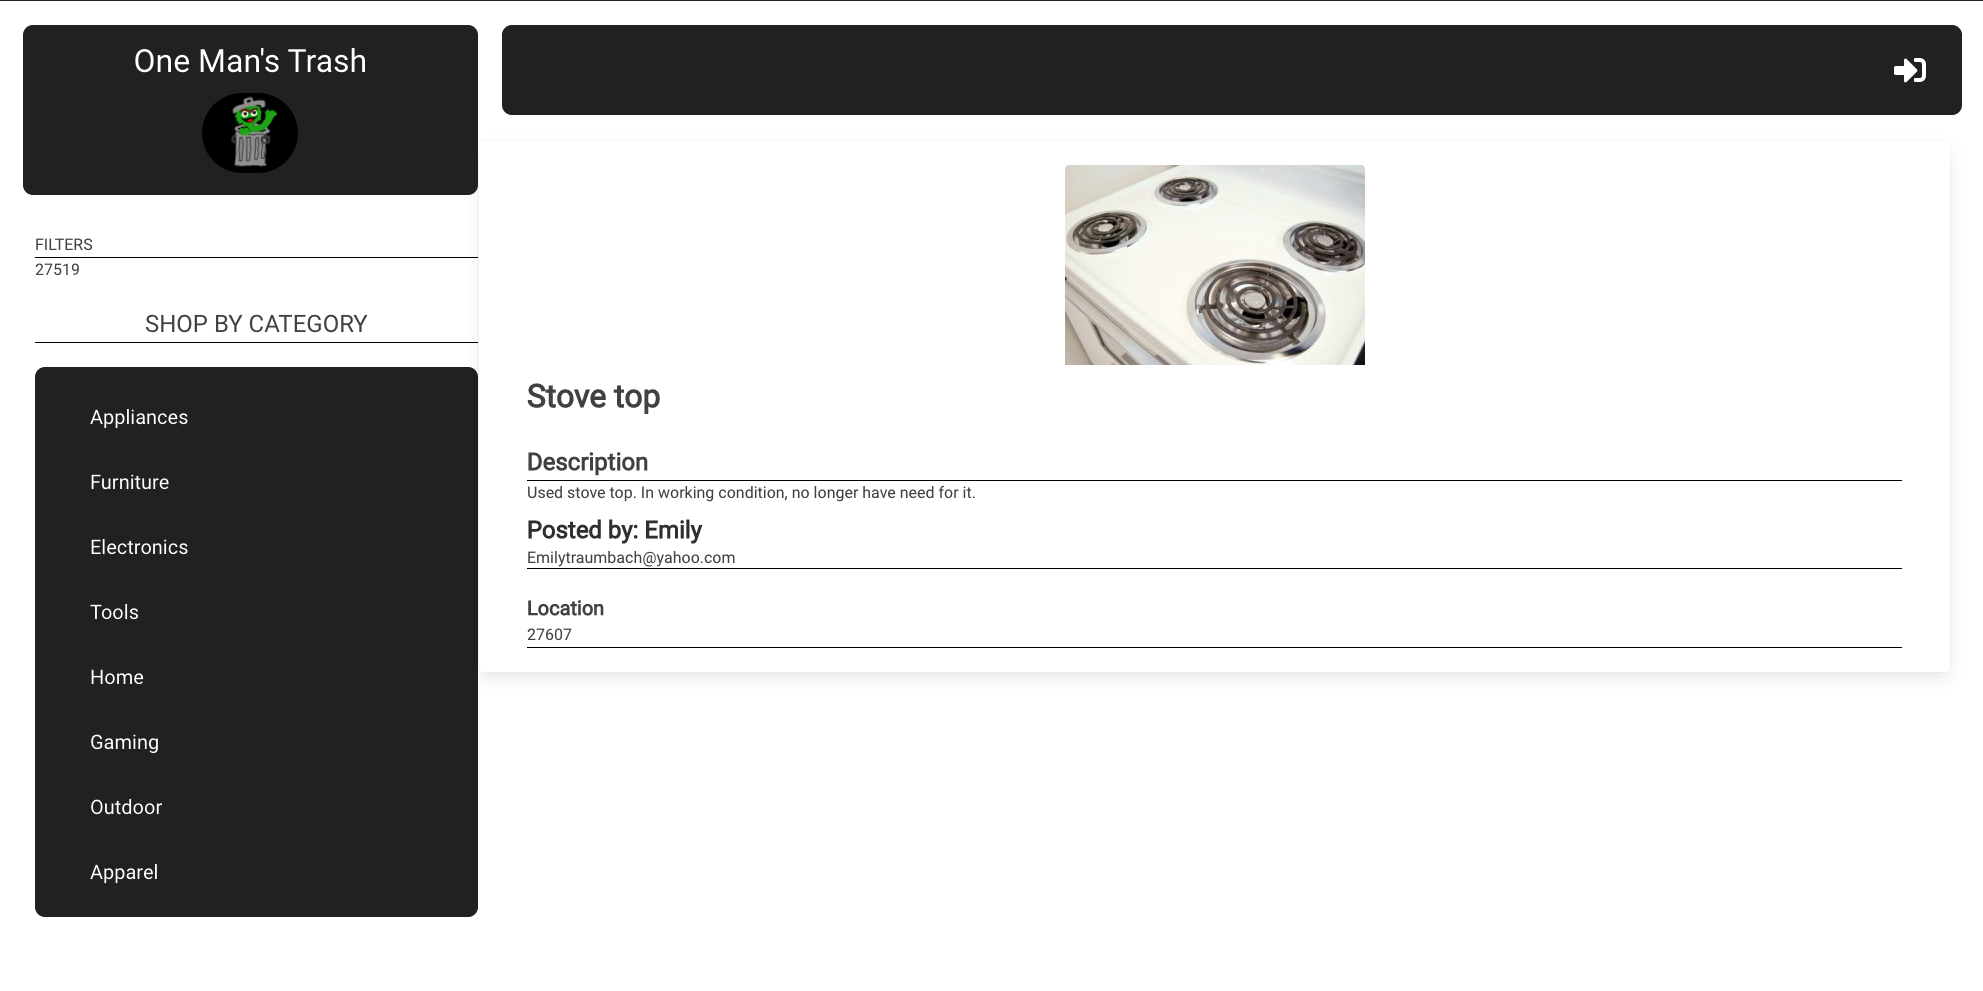 One Man's Trash
FILTERS
27519
SHOP BY CATEGORY
Appliances
Furniture
Electronics
Tools
Home
Gaming
Outdoor
Apparel
Stove top
Description
Used stove top. In working condition, no longer have need for it.
Posted by: Emily
Emilytraumbach@yahoo.com
Location
27607